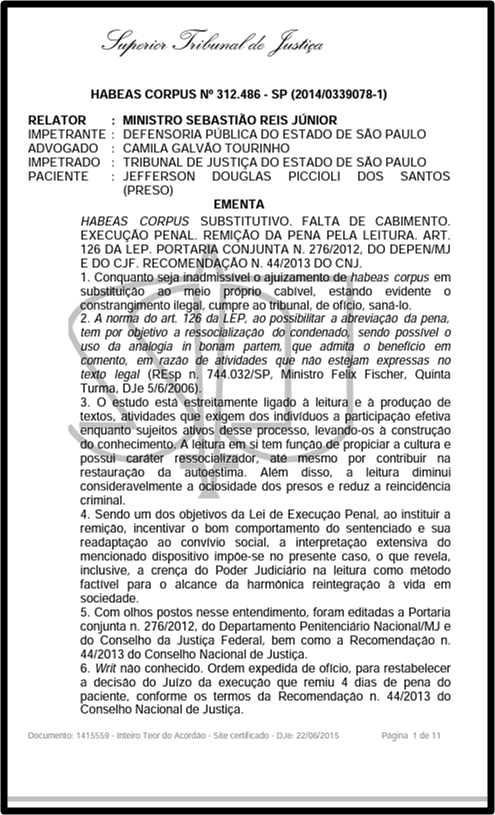 Superior Tribunal de Justiça
HABEAS CORPUS Nº 312.486 - SP (2014/0339078-1)
RELATOR : MINISTRO SEBASTIÃO REIS JÚNIOR
IMPETRANTE : DEFENSORIA PÚBLICA DO ESTADO DE SÃO PAULO
ADVOGADO : CAMILA GALVÃO TOURINHO
IMPETRADO : TRIBUNAL DE JUSTIÇA DO ESTADO DE SÃO PAULO
PACIENTE : JEFFERSON DOUGLAS PICCIOLI DOS SANTOS
(PRESO)
EMENTA
HABEAS CORPUS SUBSTITUTIVO. FALTA DE CABIMENTO.
EXECUÇÃO PENAL. REMIÇÃO DA PENA PELA LEITURA. ART.
126 DA LEP. PORTARIA CONJUNTA N. 276/2012, DO DEPEN/MJ
E DO CJF. RECOMENDAÇÃO N. 44/2013 DO CNJ.
1. Conquanto seja inadmissível o ajuizamento de habeas corpus em
substituição ao meio próprio cabível, estando evidente o
constrangimento ilegal, cumpre ao tribunal, de ofício, saná-lo.
2. A norma do art. 126 da LEP, ao possibilitar a abreviação da pena,
tem por objetivo a ressocialização do condenado, sendo possível o
uso da analogia in bonam partem, que admita o benefício em
comento, em razão de atividades que não estejam expressas no
texto legal (REsp n. 744.032/SP, Ministro Felix Fischer, Quinta
Turma, DJe 5/6/2006).
3. O estudo está estreitamente ligado à leitura e à produção de
textos, atividades que exigem dos indivíduos a participação efetiva
enquanto sujeitos ativos desse processo, levando-os à construção
do conhecimento. A leitura em si tem função de propiciar a cultura e
possui caráter ressocializador, até mesmo por contribuir na
restauração da autoestima. Além disso, a leitura diminui
consideravelmente a ociosidade dos presos e reduz a reincidência
criminal.
4. Sendo um dos objetivos da Lei de Execução Penal, ao instituir a
remição, incentivar o bom comportamento do sentenciado e sua
readaptação ao convívio social, a interpretação extensiva do
mencionado dispositivo impõe-se no presente caso, o que revela,
inclusive, a crença do Poder Judiciário na leitura como método
factível para o alcance da harmônica reintegração à vida em
sociedade.
5. Com olhos postos nesse entendimento, foram editadas a Portaria
conjunta n. 276/2012, do Departamento Penitenciário Nacional/MJ e
do Conselho da Justiça Federal, bem como a Recomendação n.
44/2013 do Conselho Nacional de Justiça.
6. Writ não conhecido. Ordem expedida de ofício, para restabelecer
a decisão do Juízo da execução que remiu 4 dias de pena do
paciente, conforme os termos da Recomendação n. 44/2013 do
Conselho Nacional de Justiça.
Documento: 1415559 - Inteiro Teor do Acórdão - Site certificado - DJe: 22/06/2015 Página 1 de 11